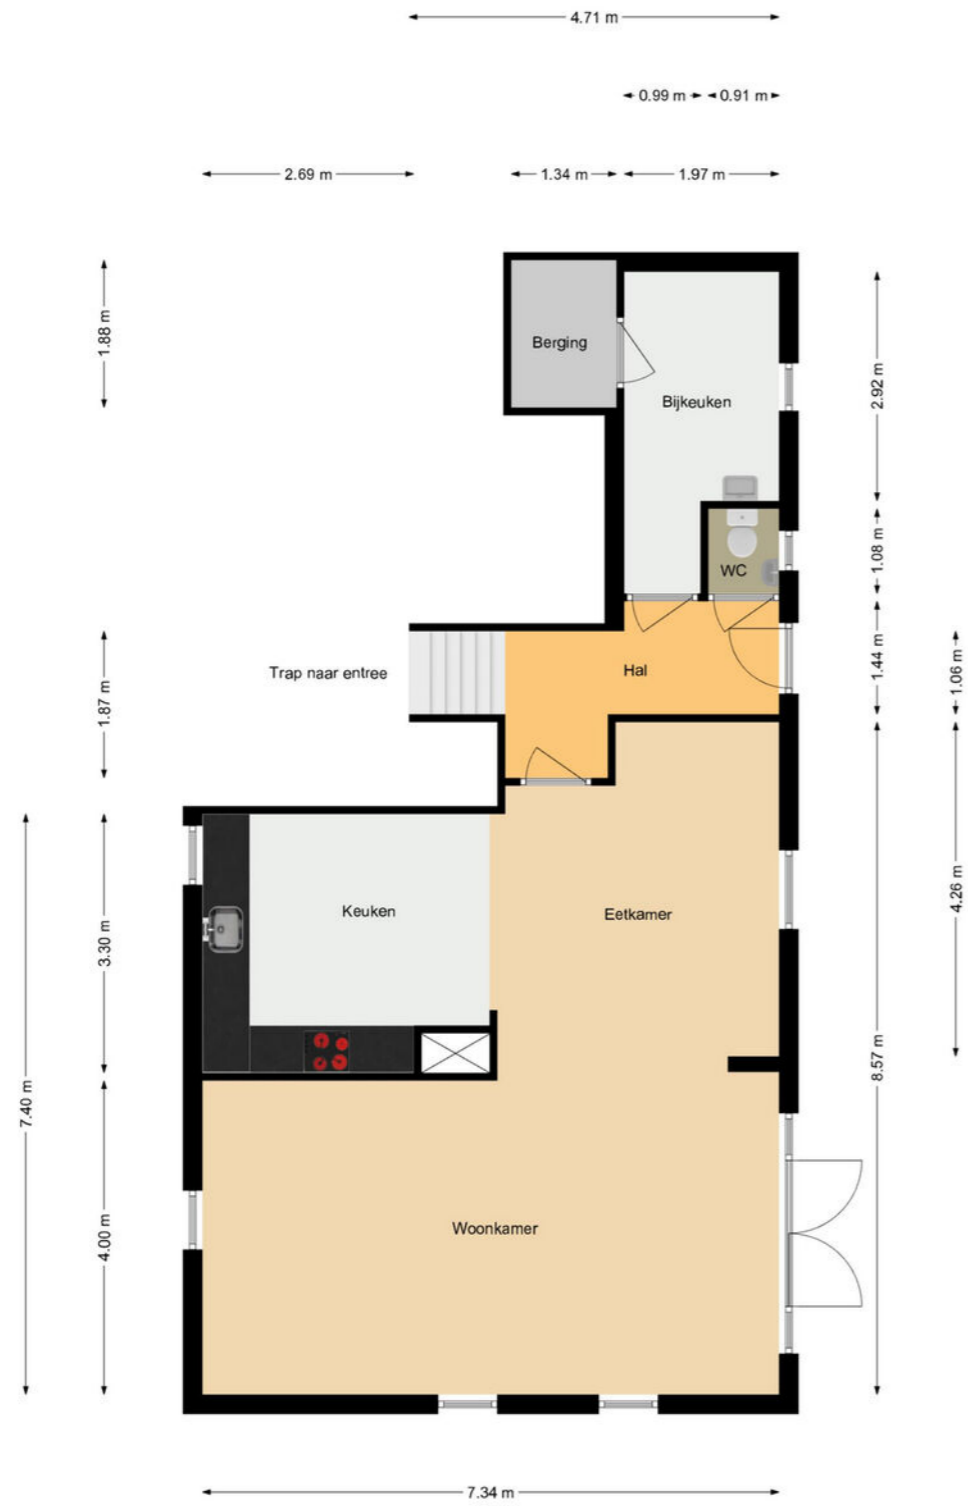 4.71 m
0.99 m
0.91 m
2.69 m
1.34 m
1.97 m
1.88 m
Berging
2.92 m
Bijkeuken
1.08 m
WC
1.44 m
1.06 m
Trap naar entree
Hal
1.87 m
Keuken
Eetkamer
4.26 m
3.30 m
8.57 m
7.40 m
4.00 m
Woonkamer
7.34 m